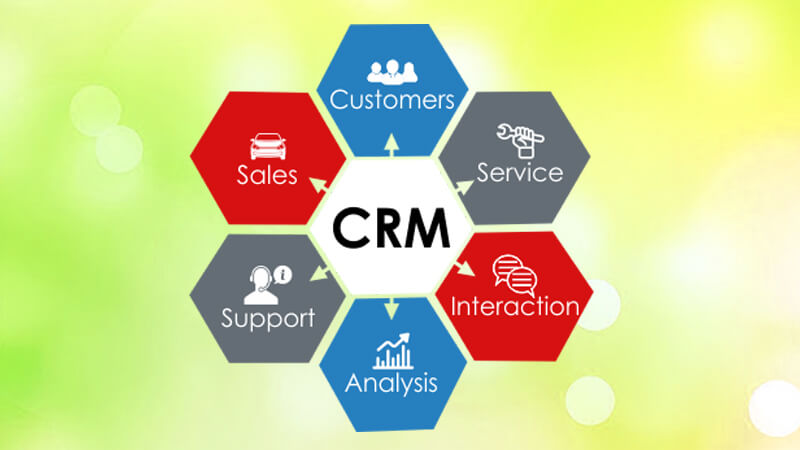 Customers
Sales
Service
CRM
Support
Interaction
Analysis